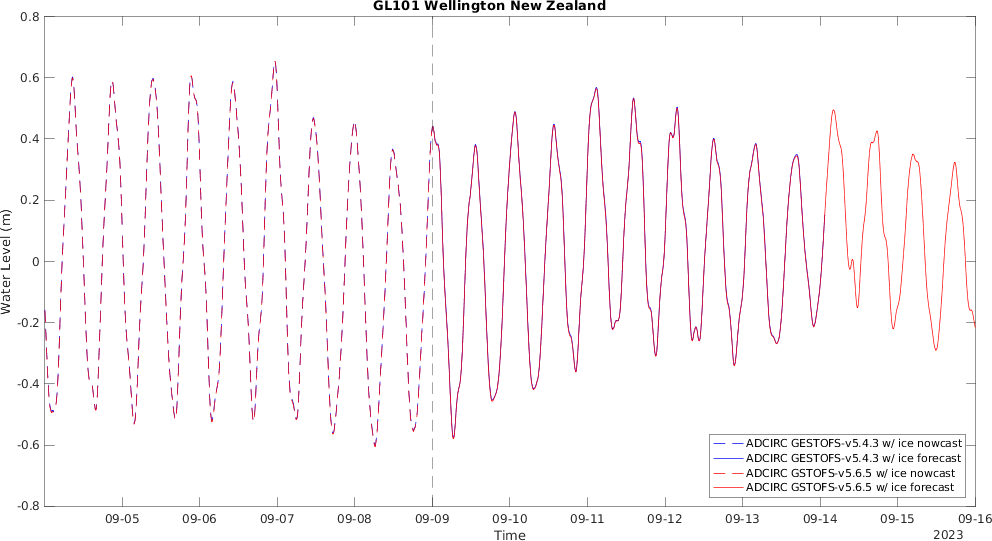 GL101 Wellington New Zealand
0.8
0.6
0.4
0.2
0
-0.2
-0.4
-0.6
-0.8
Water Level (m)
ADCIRC GESTOFS-v5.4.3 w/ ice nowcast
ADCIRC GESTOFS-v5.4.3 w/ ice forecast
ADCIRC GSTOFS-v5.6.5 w/ ice nowcast
ADCIRC GSTOFS-v5.6.5 w/ ice forecast
09-05 09-06 09-07 09-08 09-09 09-10 09-11 09-12 09-13 09-14 09-15 09-16
Time
2023